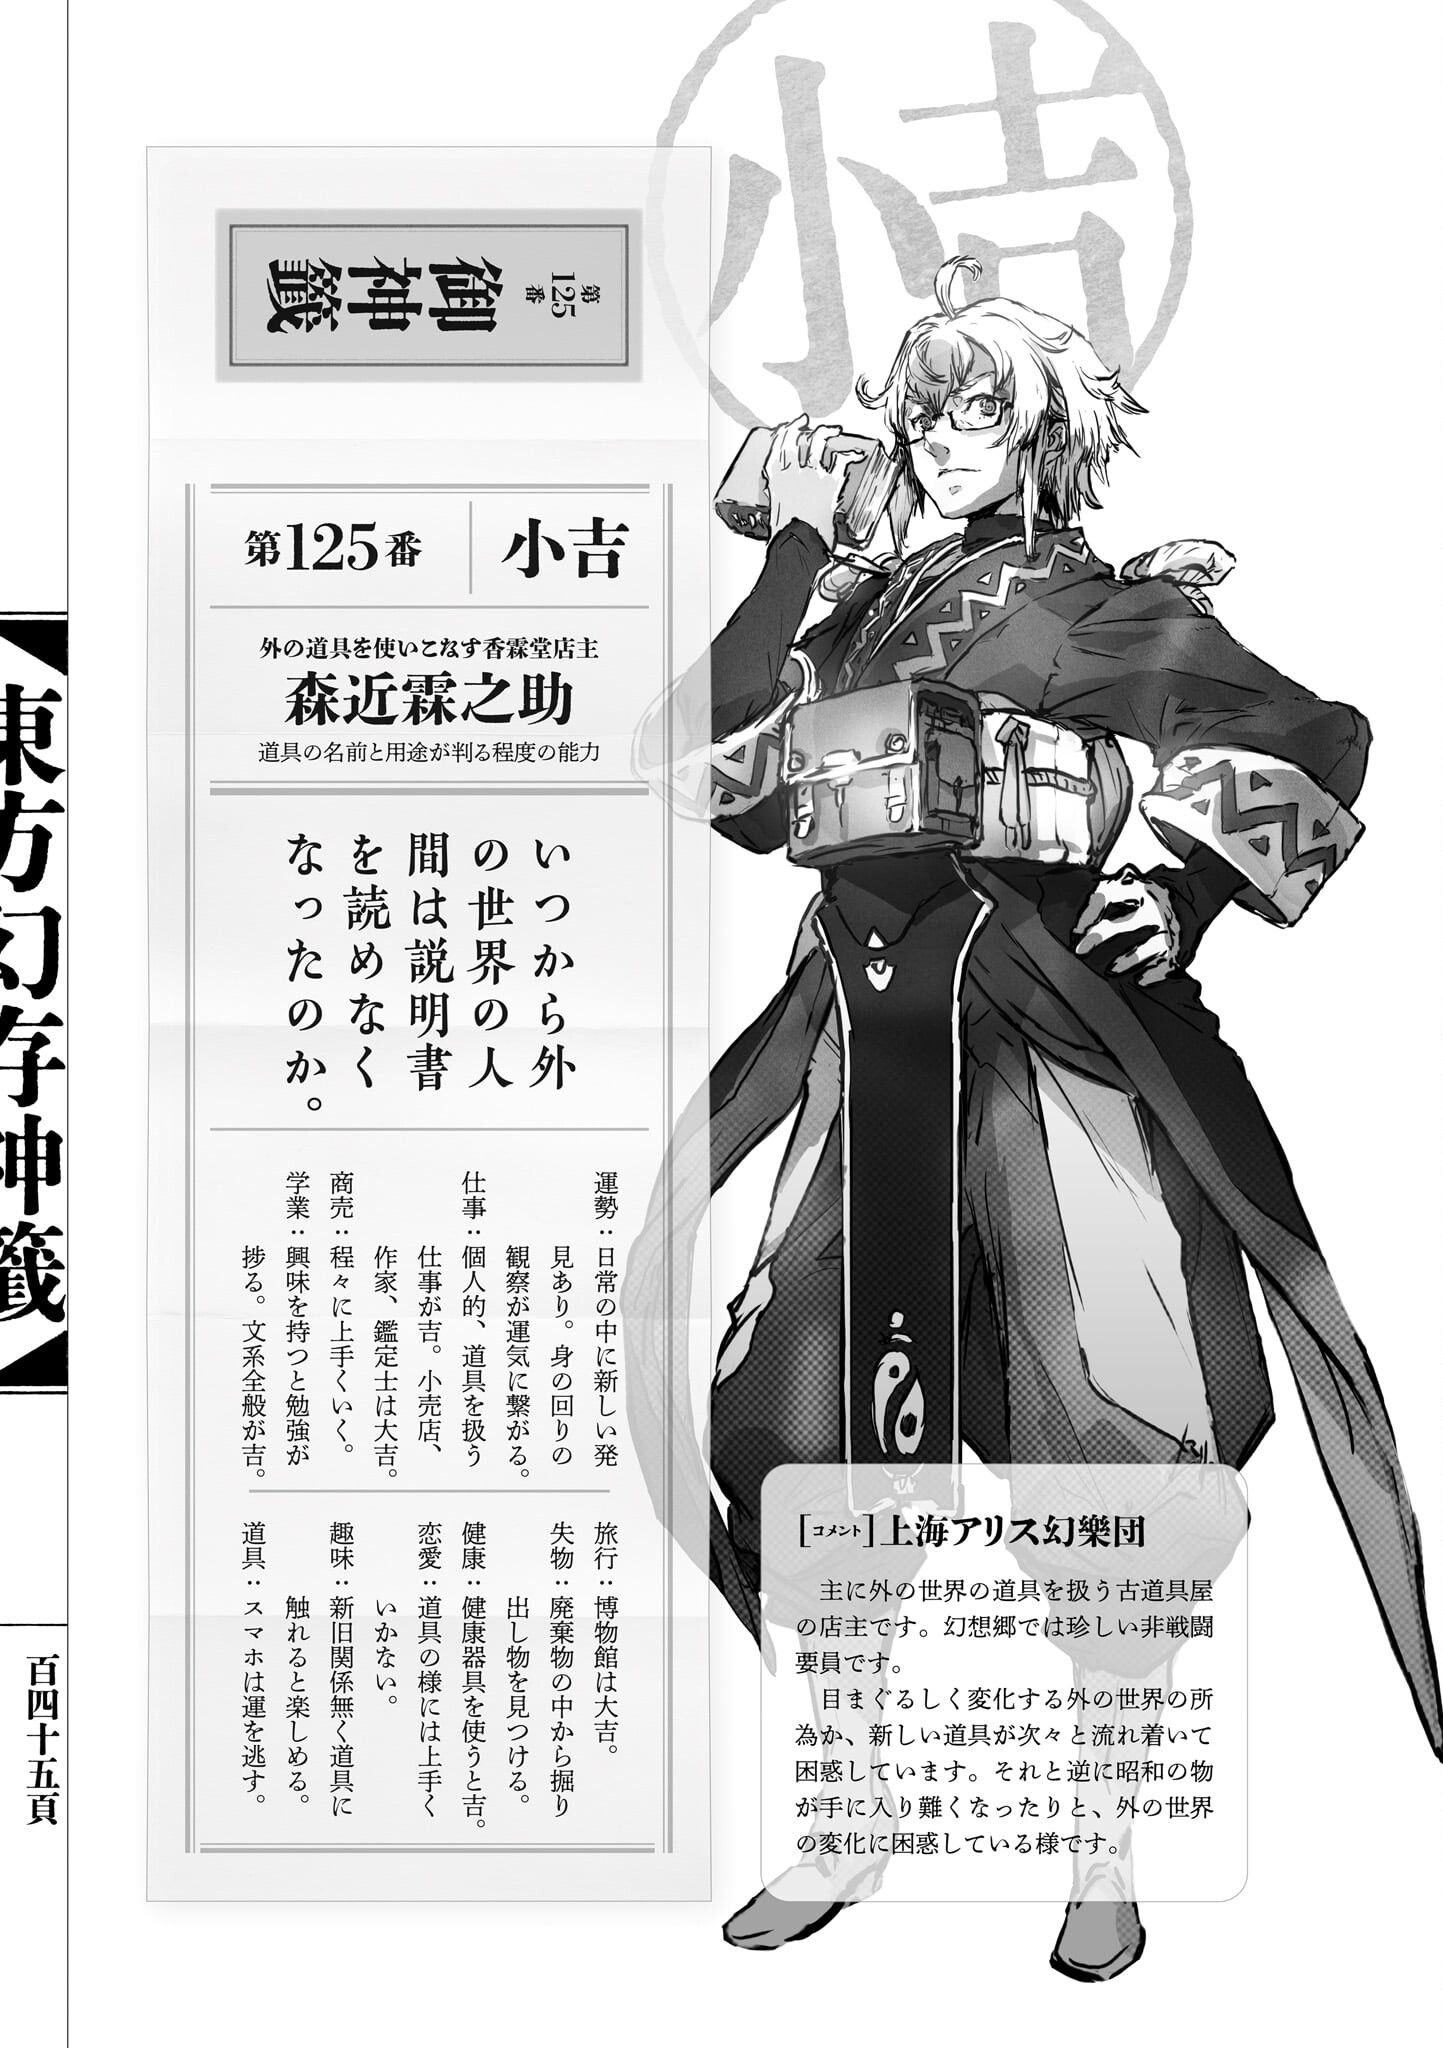 小吉
御神籤
第125番
第125番
小吉
外の道具を使いこなす香霖堂店主
森近霖之助
道具の名前と用途が判る程度の能力
いつから外
の世界の人
間は説明書
を読めなく
なったのか。
運勢：日常の中に新しい発
見あり。身の回りの
観察が運気に繋がる。
仕事：個人的、道具を扱う
仕事が吉。小売店、
作家、鑑定士は大吉。
商売：程々に上手くいく。
学業：興味を持つと勉強が
捗る。文系全般が吉。
旅行：博物館は大吉。
失物：廃棄物の中から掘り
出し物を見つける。
健康：健康器具を使うと吉。
恋愛：道具の様には上手く
いかない。
趣味：新旧関係無く道具に
触れると楽しめる。
道具：スマホは運を逃す。
［コメント］上海アリス幻樂団
主に外の世界の道具を扱う古道具屋
の店主です。幻想郷では珍しい非戦闘
要員です。
目まぐるしく変化する外の世界の所
為か、新しい道具が次々と流れ着いて
困惑しています。それと逆に昭和の物
が手に入り難くなったりと、外の世界
の変化に困惑している様です。
【東方幻存神籤】
百四十五頁